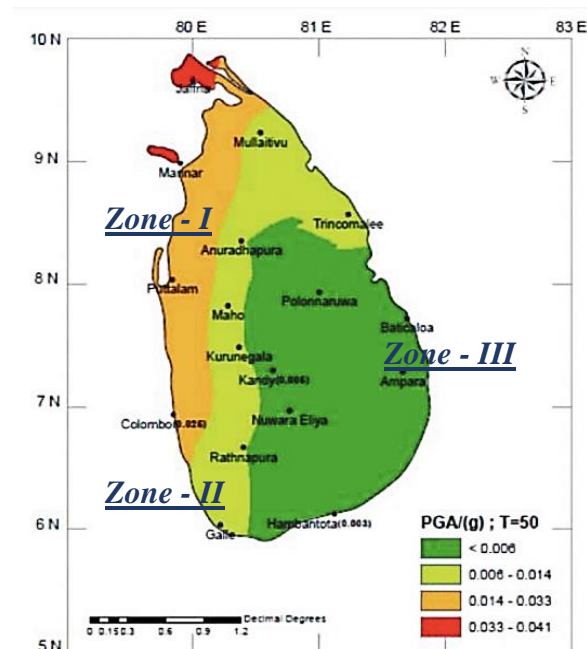 80 E 81 E 82 E 83 E
10 N
N
W E
S
Jaffna
Mullaitivu
9 N
Mannar
Zone - I
Trincomalee
Anuradhapura
8 N
Puttalam
Polonnaruwa
Maho
Baticaloa
Kurunegala
Zone - III
Kandy(0.006)
Ampara
7 N
Colombo(0.026)
Nuwara Eliya
Rathnapura
Zone - II
6 N
Galle
Hambantota(0.003)
PGA/(g) ; T=50
< 0.006
0.006 - 0.014
0.014 - 0.033
0.033 - 0.041
Decimal Degrees
0 0.15 0.3 0.6 0.9 1.2
5 N